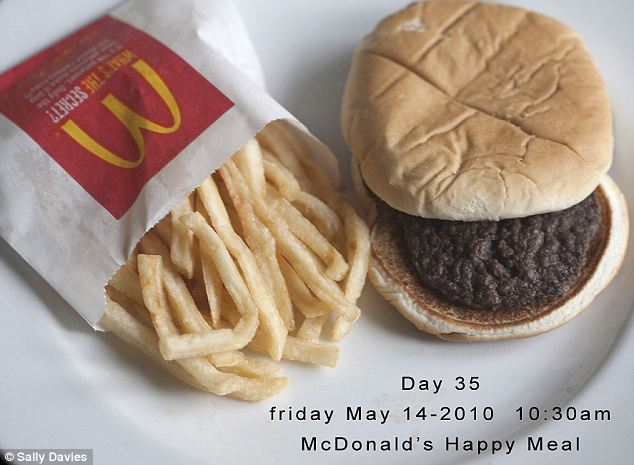 WHAT'S THE SECRET?
Day 35
friday May 14-2010 10:30am
McDonald's Happy Meal
© Sally Davies